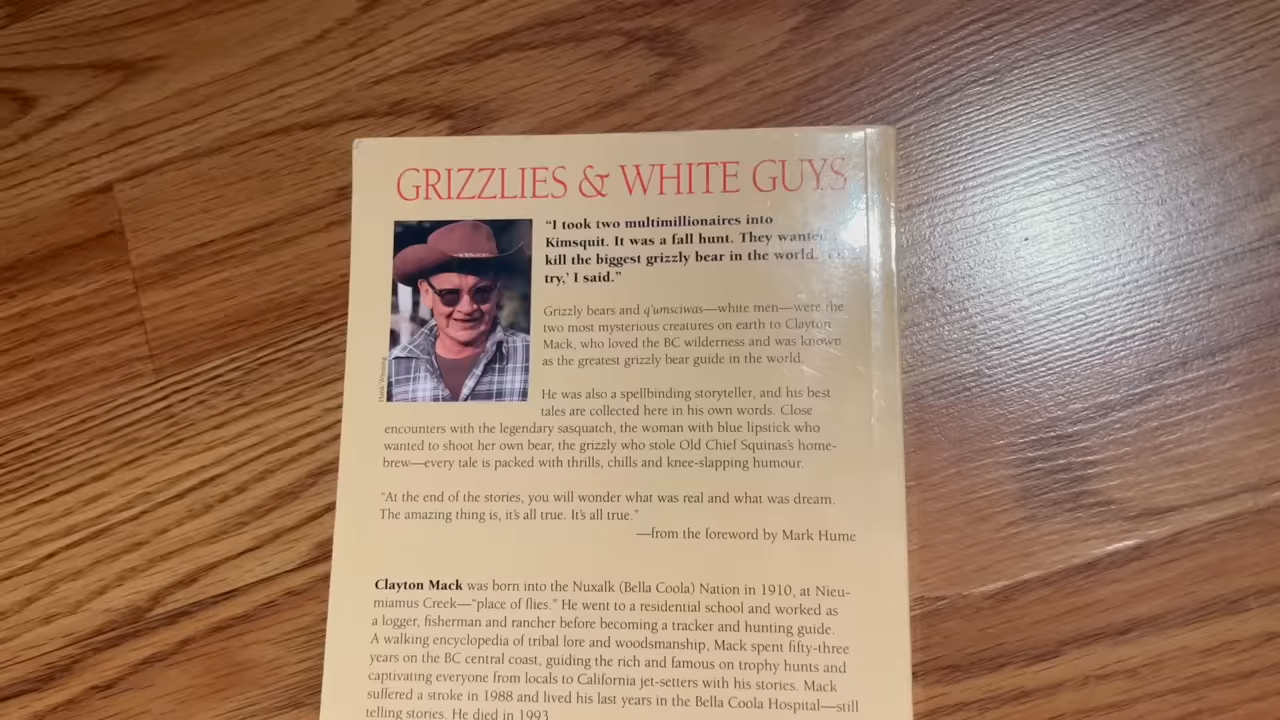 GRIZZLIES & WHITE GUYS
“I took two multimillionaires into
Kimsquit. It was a fall hunt. They wanted
kill the biggest grizzly bear in the world.
try,’ I said.”
Grizzly bears and q'umsciwas—white men—were the
two most mysterious creatures on earth to Clayton
Mack, who loved the BC wilderness and was known
as the greatest grizzly bear guide in the world.
He was also a spellbinding storyteller, and his best
tales are collected here in his own words. Close
encounters with the legendary sasquatch, the woman with blue lipstick who
wanted to shoot her own bear, the grizzly who stole Old Chief Squinas's home-
brew—every tale is packed with thrills, chills and knee-slapping humour.
“At the end of the stories, you will wonder what was real and what was dream.
The amazing thing is, it's all true. It's all true.”
—from the foreword by Mark Hume
Clayton Mack was born into the Nuxalk (Bella Coola) Nation in 1910, at Nieu-
miamus Creek—“place of flies.” He went to a residential school and worked as
a logger, fisherman and rancher before becoming a tracker and hunting guide.
A walking encyclopedia of tribal lore and woodsmanship, Mack spent fifty-three
years on the BC central coast, guiding the rich and famous on trophy hunts and
captivating everyone from locals to California jet-setters with his stories. Mack
suffered a stroke in 1988 and lived his last years in the Bella Coola Hospital—still
telling stories. He died in 1993